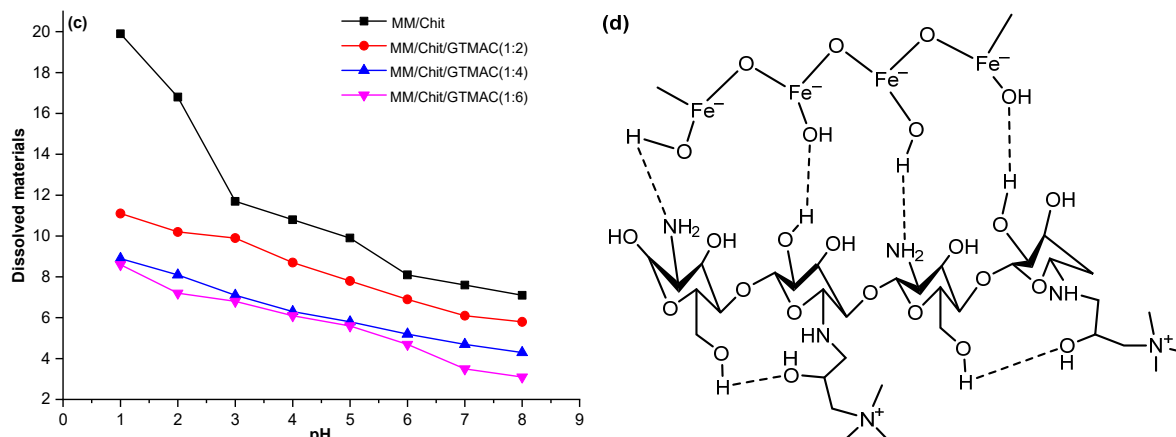 (c)
MM/Chit
MM/Chit/GTMAC(1:2)
MM/Chit/GTMAC(1:4)
MM/Chit/GTMAC(1:6)
Dissolved materials
20
18
16
14
12
10
8
6
4
2
0 1 2 3 4 5 6 7 8 9
pH
(d)
O O O
Fe⁻ Fe⁻ Fe⁻ Fe⁻
H O OH O OH
H H
NH₂ H O NH₂ O OH
HO OH O OH OH
O O O O O O O
HN NH
O O
H H O H H O
N⁺ N⁺